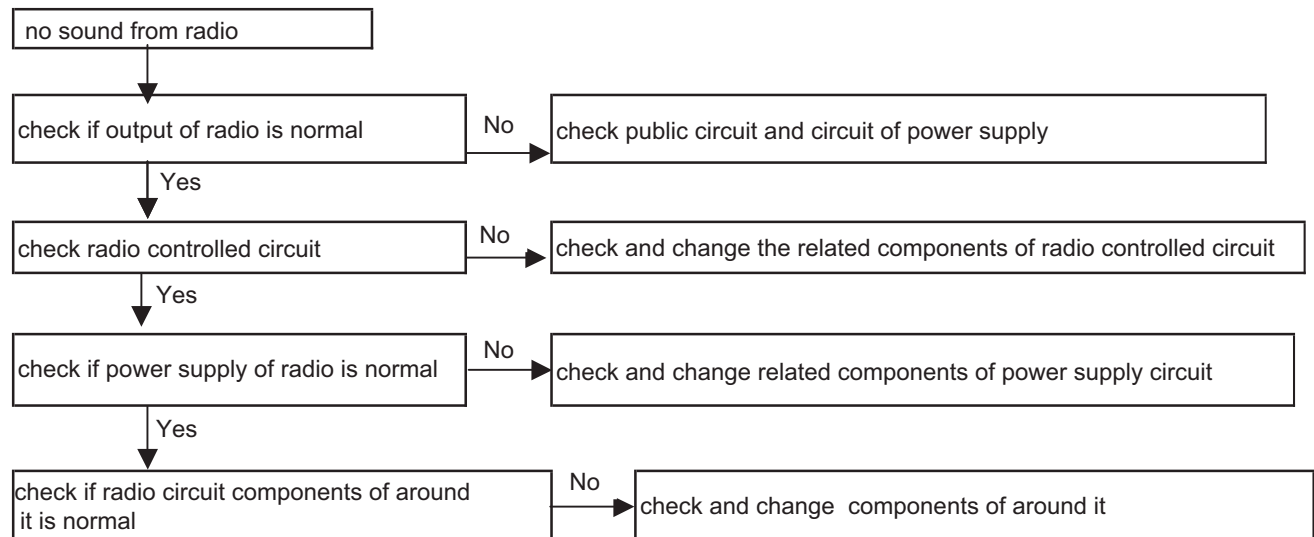 no sound from radio
check if output of radio is normal
No
check public circuit and circuit of power supply
Yes
check radio controlled circuit
No
check and change the related components of radio controlled circuit
Yes
check if power supply of radio is normal
No
check and change related components of power supply circuit
Yes
check if radio circuit components of around
it is normal
No
check and change components of around it